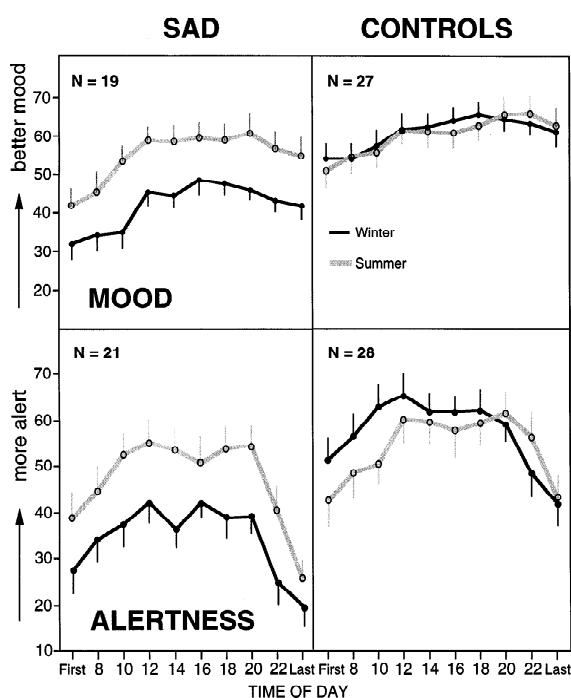 SAD CONTROLS
N = 19 N = 27
better mood
70
60
50
40
30
20
Winter
Summer
MOOD
N = 21 N = 28
more alert
70
60
50
40
30
20
10
ALERTNESS
First 8 10 12 14 16 18 20 22 Last First 8 10 12 14 16 18 20 22 Last
TIME OF DAY